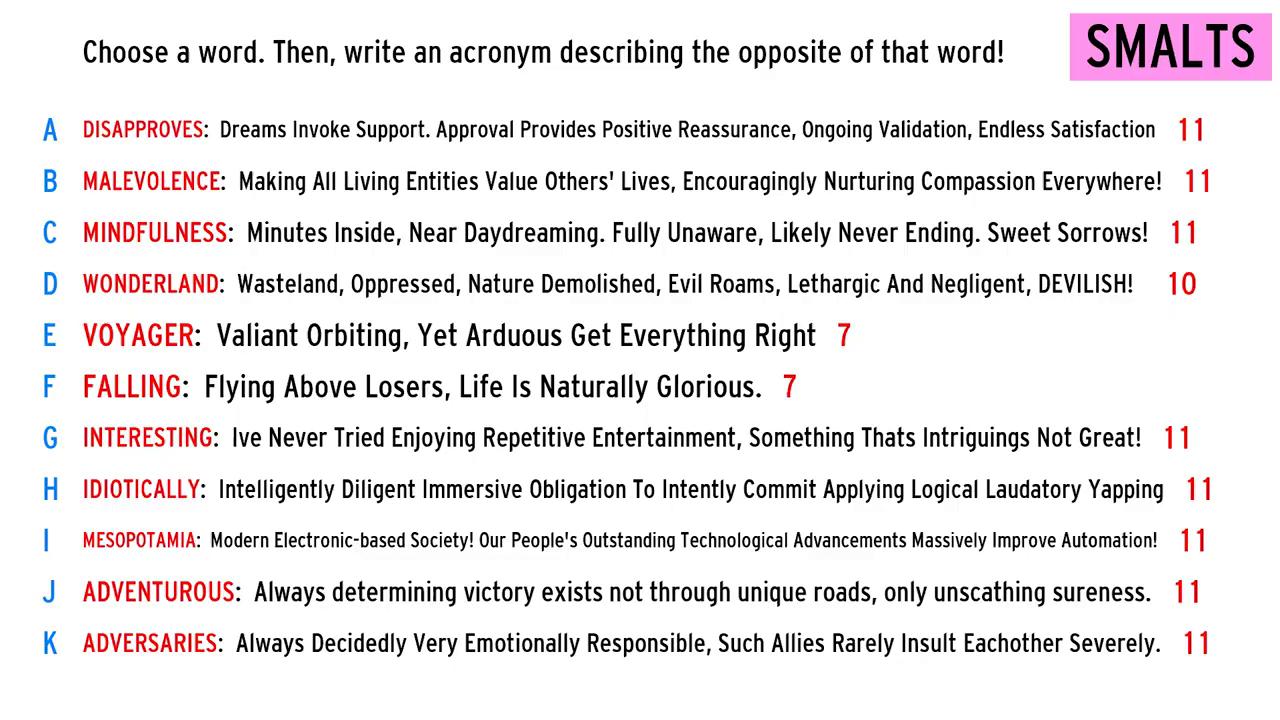 Choose a word. Then, write an acronym describing the opposite of that word!
SMALTS
A DISAPPROVES: Dreams Invoke Support. Approval Provides Positive Reassurance, Ongoing Validation, Endless Satisfaction 11
B MALEVOLENCE: Making All Living Entities Value Others' Lives, Encouragingly Nurturing Compassion Everywhere! 11
C MINDFULNESS: Minutes Inside, Near Daydreaming. Fully Unaware, Likely Never Ending. Sweet Sorrows! 11
D WONDERLAND: Wasteland, Oppressed, Nature Demolished, Evil Roams, Lethargic And Negligent, DEVILISH! 10
E VOYAGER: Valiant Orbiting, Yet Arduous Get Everything Right 7
F FALLING: Flying Above Losers, Life Is Naturally Glorious. 7
G INTERESTING: Ive Never Tried Enjoying Repetitive Entertainment, Something Thats Intriguings Not Great! 11
H IDIOTICALLY: Intelligently Diligent Immersive Obligation To Intently Commit Applying Logical Laudatory Yapping 11
I MESOPOTAMIA: Modern Electronic-based Society! Our People's Outstanding Technological Advancements Massively Improve Automation! 11
J ADVENTUROUS: Always determining victory exists not through unique roads, only unscathing sureness. 11
K ADVERSARIES: Always Decidedly Very Emotionally Responsible, Such Allies Rarely Insult Eachother Severely. 11